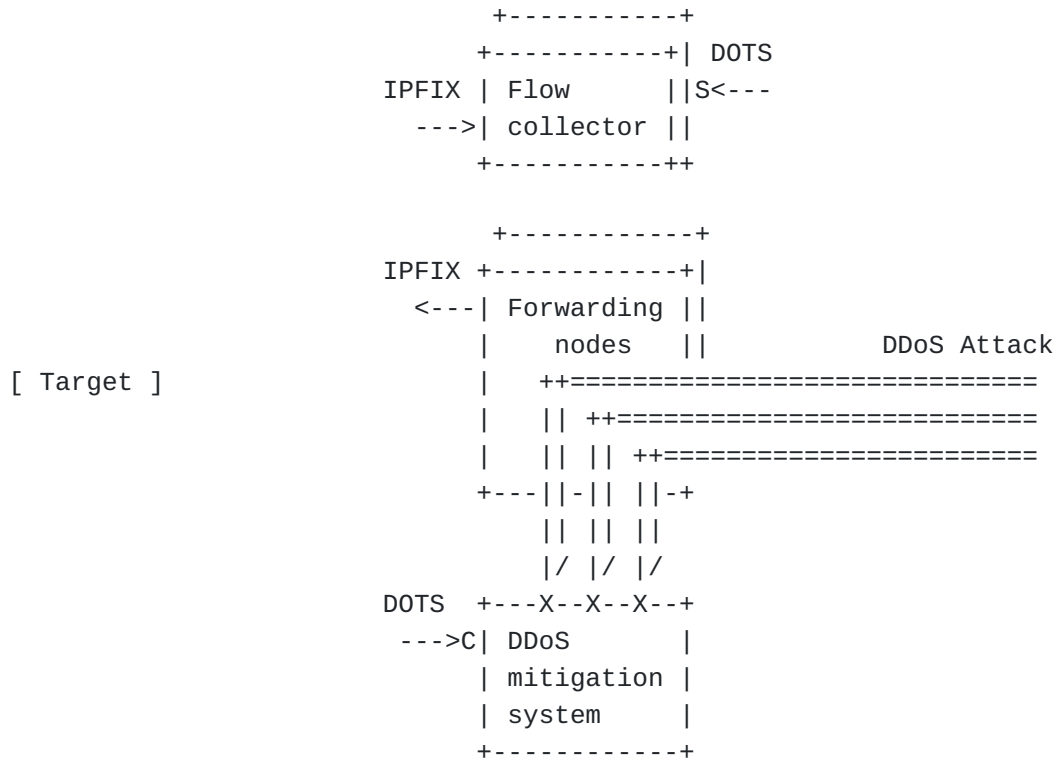 +-----------+
                              +-----------+| DOTS
                        IPFIX | Flow      ||S<---
                          --->| collector ||
                              +-----------++

                               +------------+
                        IPFIX +------------+|
                          <---| Forwarding ||
                              |    nodes   ||           DDoS Attack
[ Target ]                    |   ++==============================
                              |   || ++===========================
                              |   || || ++========================
                              +---||-|| ||-+
                                  || || ||
                                  |/ |/ |/
                        DOTS  +---X--X--X--+
                         --->C| DDoS       |
                              | mitigation |
                              | system     |
                              +------------+